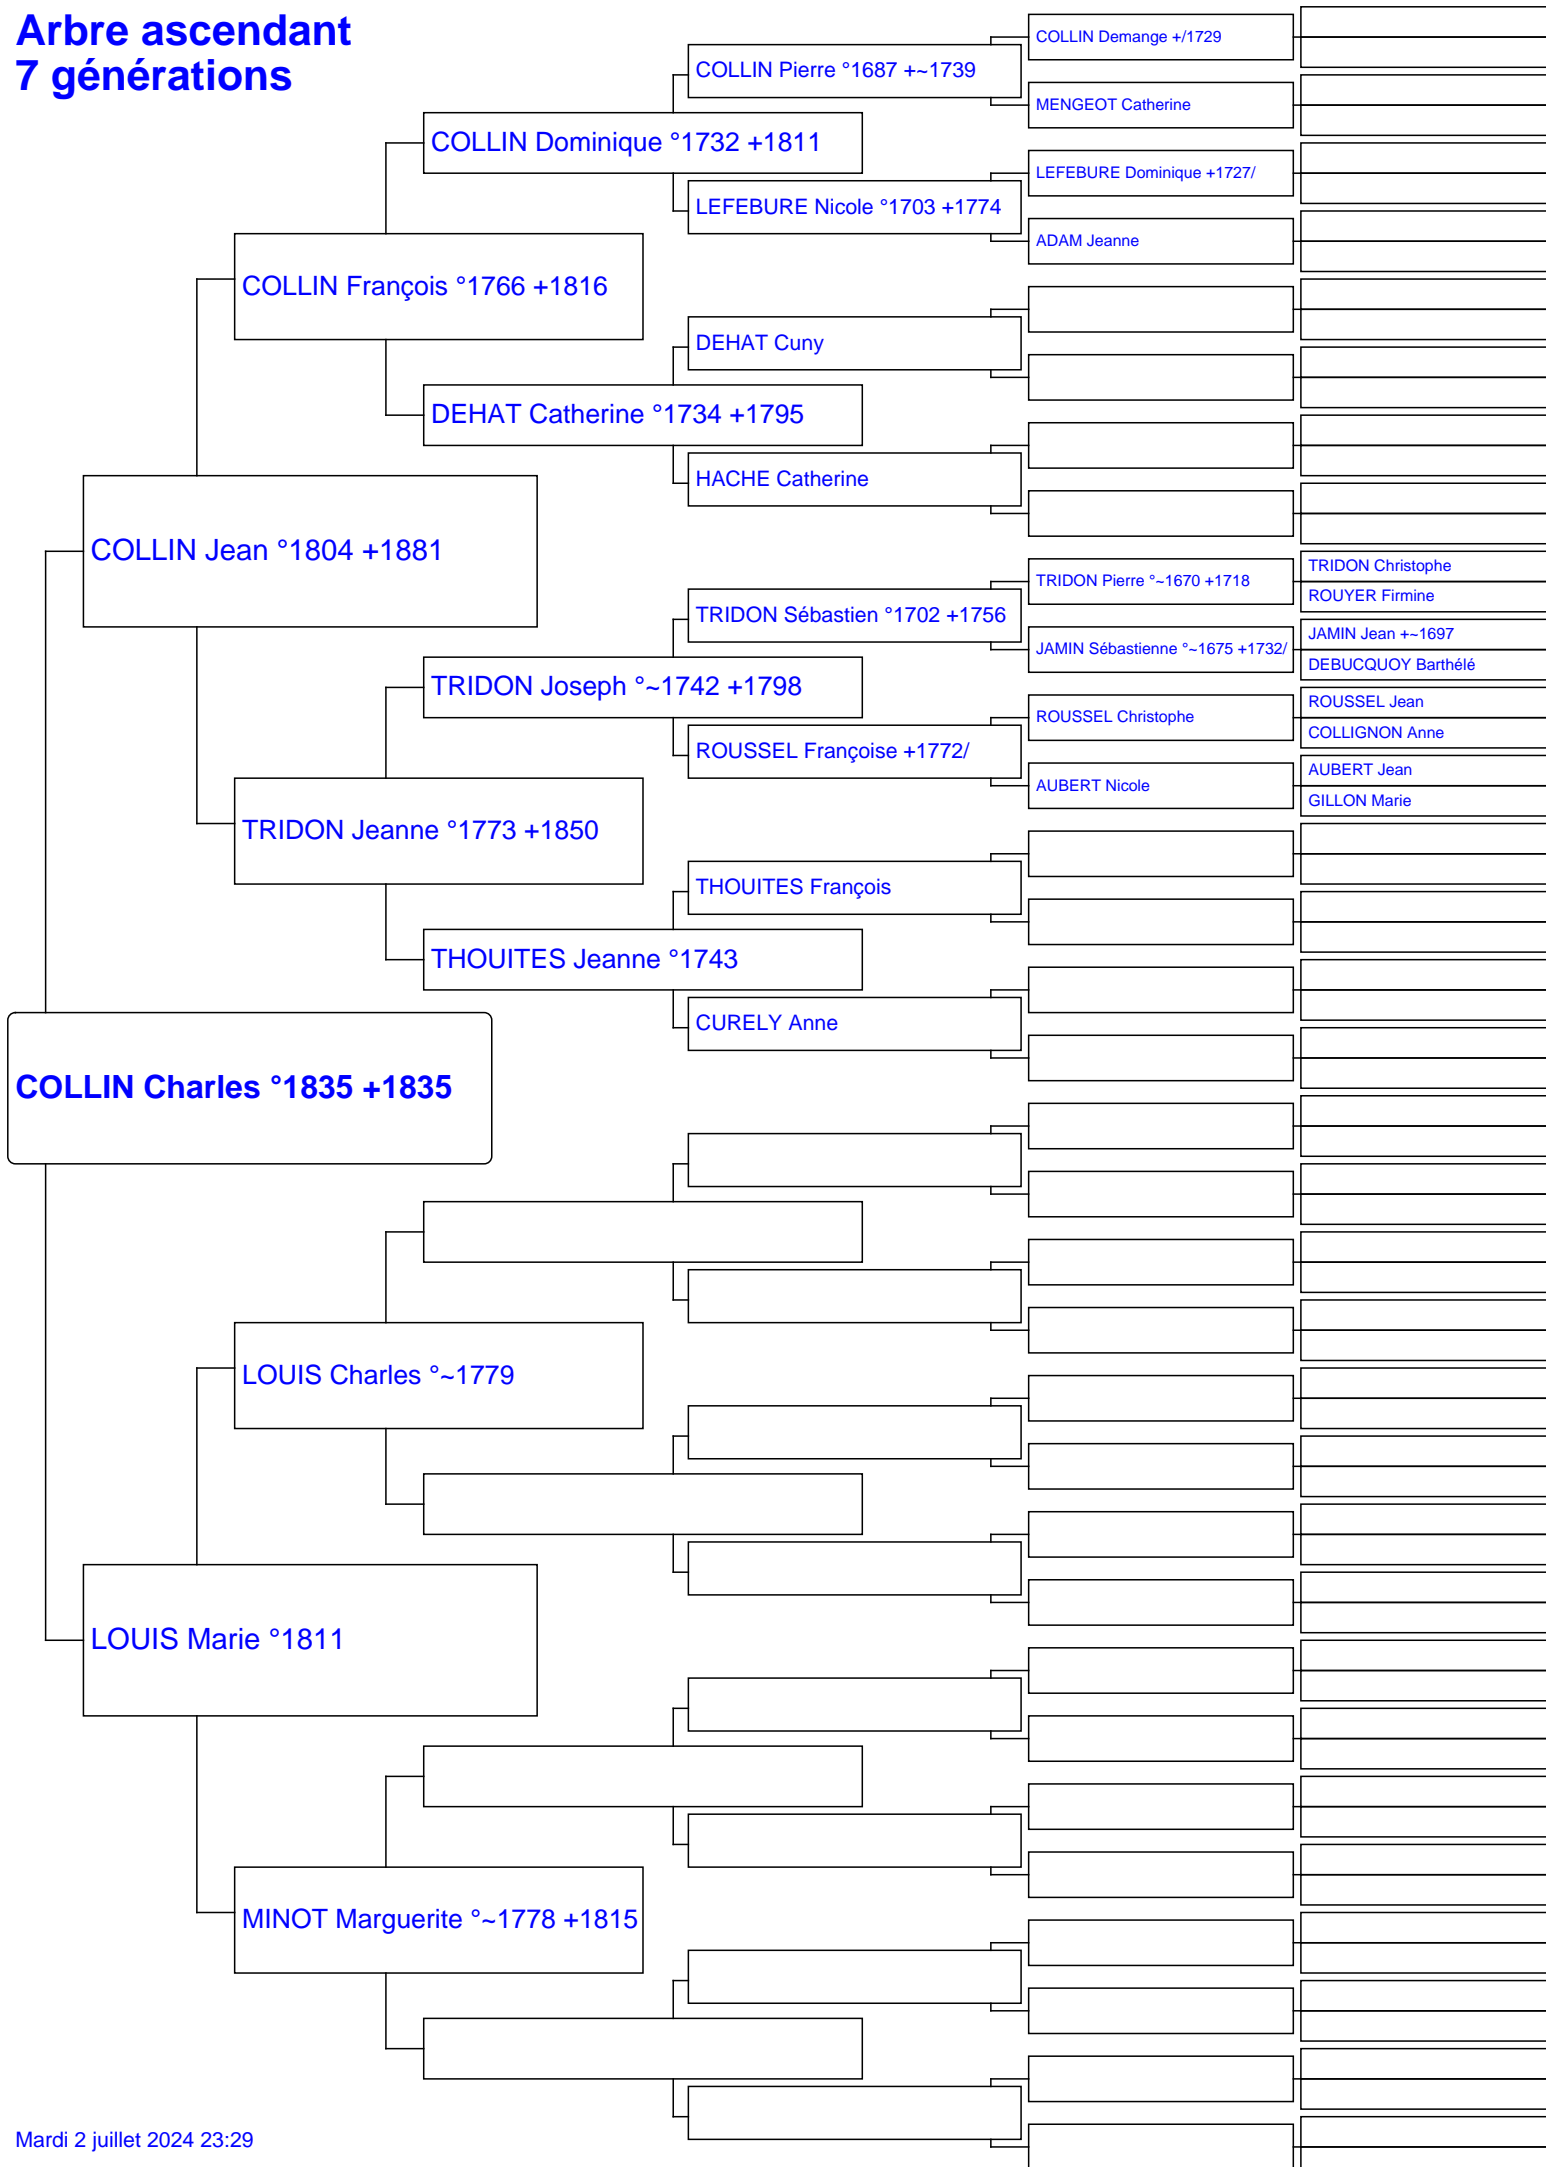 Arbre ascendant
7 générations
COLLIN Demange +/1729
COLLIN Pierre °1687 +~1739
MENGEOT Catherine
COLLIN Dominique °1732 +1811
LEFEBURE Dominique +1727/
LEFEBURE Nicole °1703 +1774
ADAM Jeanne
COLLIN François °1766 +1816
DEHAT Cuny
DEHAT Catherine °1734 +1795
HACHE Catherine
COLLIN Jean °1804 +1881
TRIDON Christophe
TRIDON Pierre °~1670 +1718
ROUYER Firmine
TRIDON Sébastien °1702 +1756
JAMIN Jean +~1697
JAMIN Sébastienne °~1675 +1732/
DEBUCQUOY Barthélé
TRIDON Joseph °~1742 +1798
ROUSSEL Jean
ROUSSEL Christophe
COLLIGNON Anne
ROUSSEL Françoise +1772/
AUBERT Jean
AUBERT Nicole
GILLON Marie
TRIDON Jeanne °1773 +1850
THOUITES François
THOUITES Jeanne °1743
CURELY Anne
COLLIN Charles °1835 +1835
LOUIS Charles °~1779
LOUIS Marie °1811
MINOT Marguerite °~1778 +1815
Mardi 2 juillet 2024 23:29